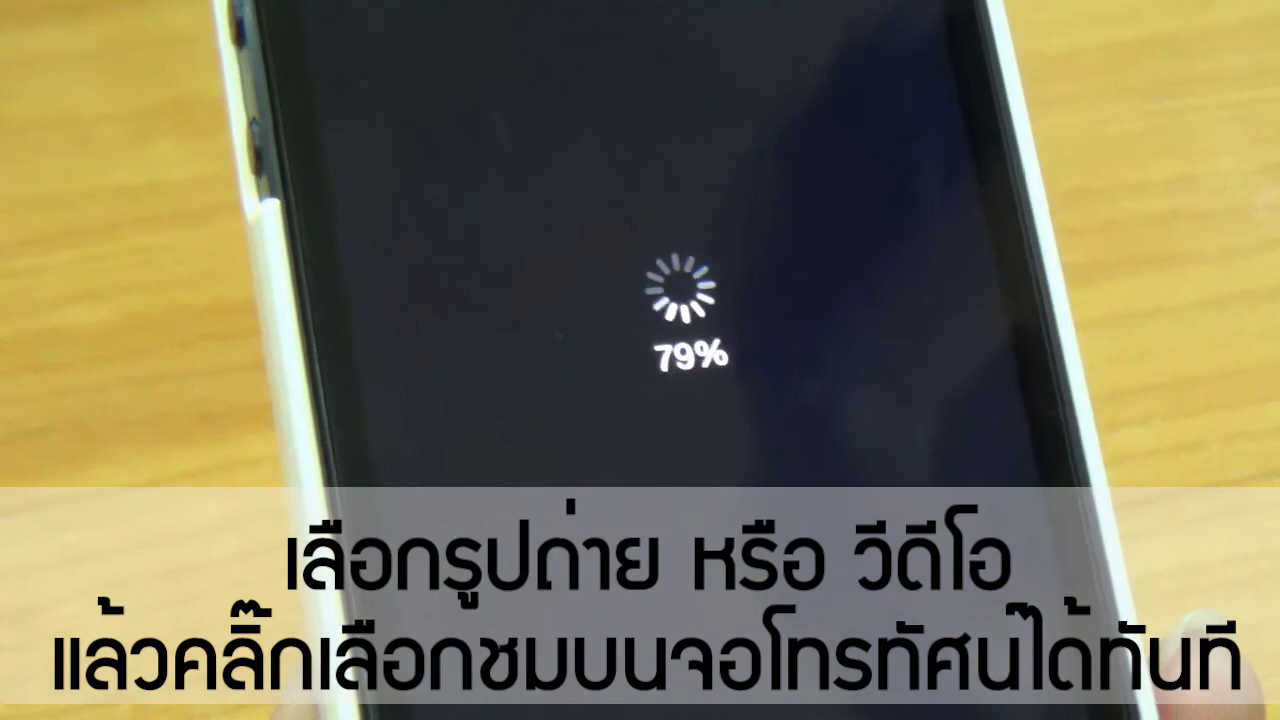 79%
เลือกรูปถ่าย หรือ วีดีโอ
แล้วคลิ๊กเลือกชมบนจอโทรทัศน์ได้ทันที